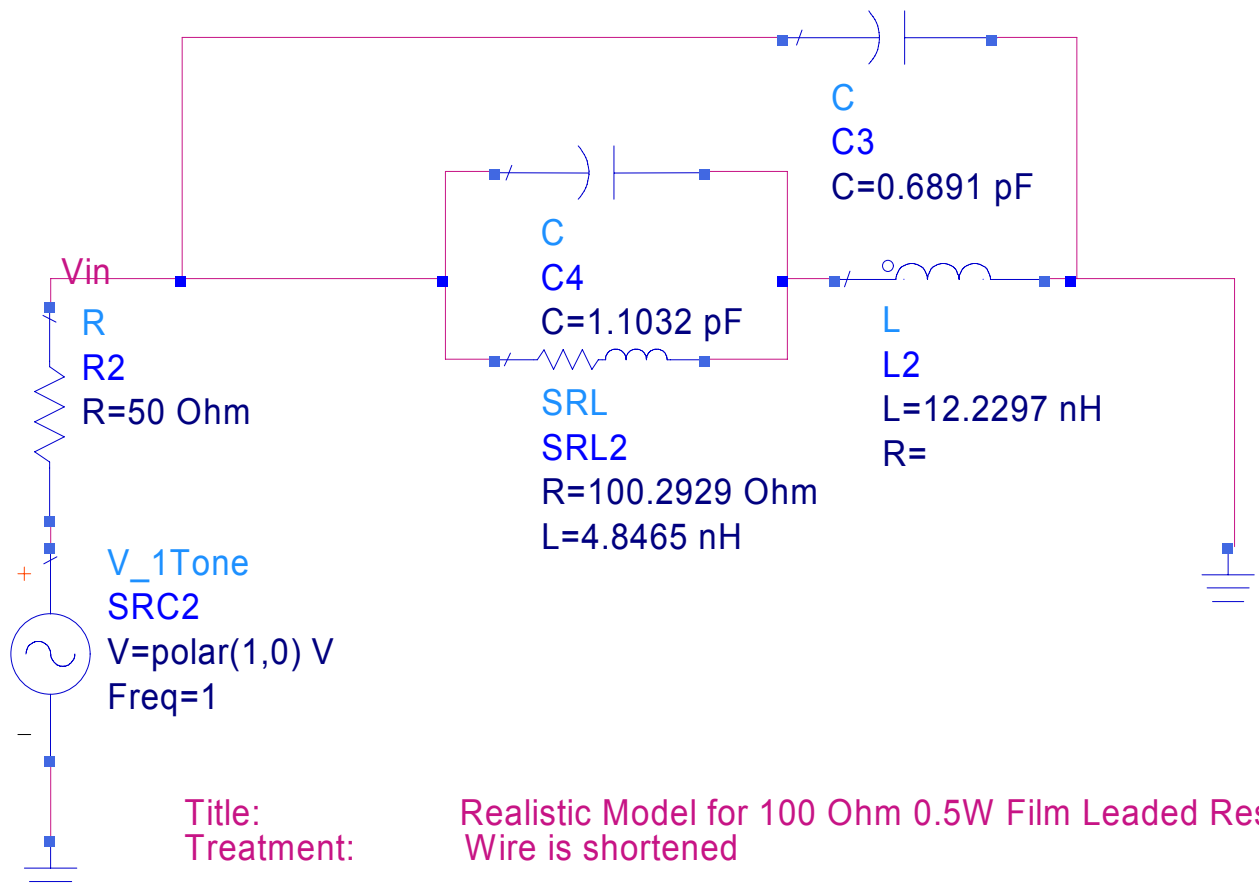 C
C3
C=0.6891 pF
C
C4
C=1.1032 pF
Vin
R
R2
R=50 Ohm
SRL
SRL2
R=100.2929 Ohm
L=4.8465 nH
L
L2
L=12.2297 nH
R=
+
V_1Tone
SRC2
V=polar(1,0) V
Freq=1
−
Title: Realistic Model for 100 Ohm 0.5W Film Leaded Res
Treatment: Wire is shortened